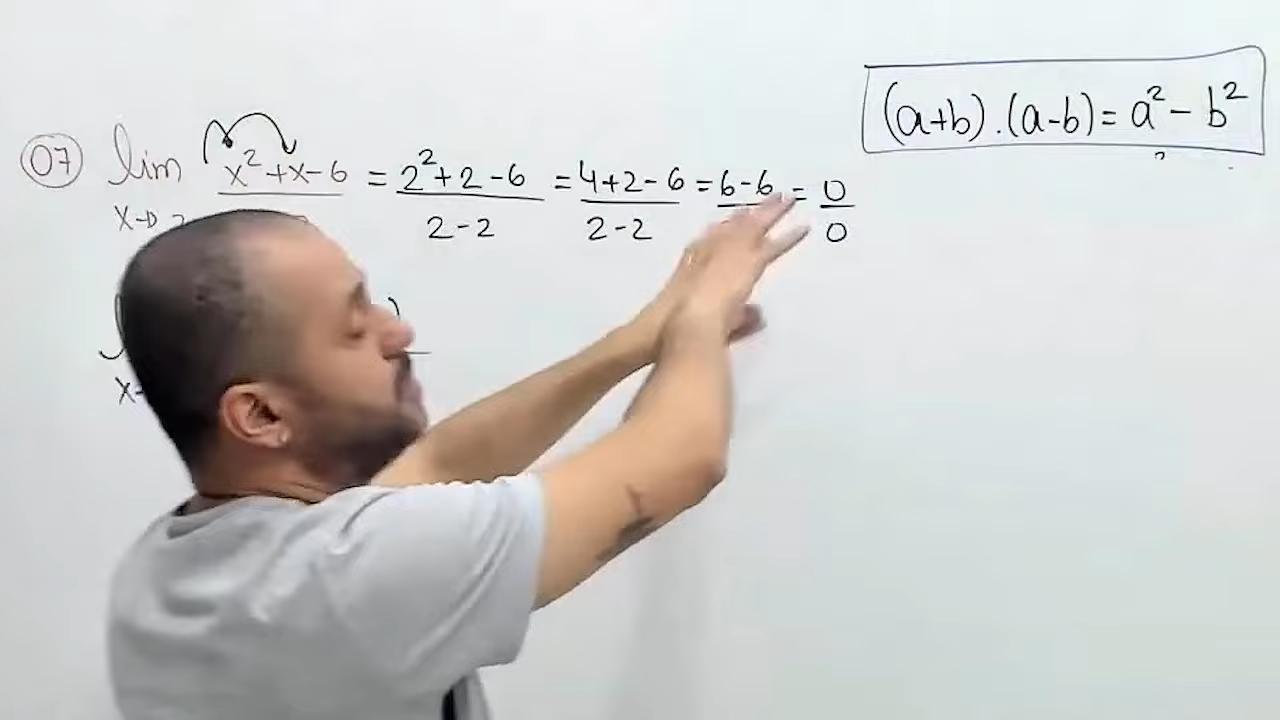 07 lim x²+x-6 = 2²+2-6 = 4+2-6 = 6-6 = 0
x→ 2-2 2-2 0
x
(a+b).(a-b)=a²-b²